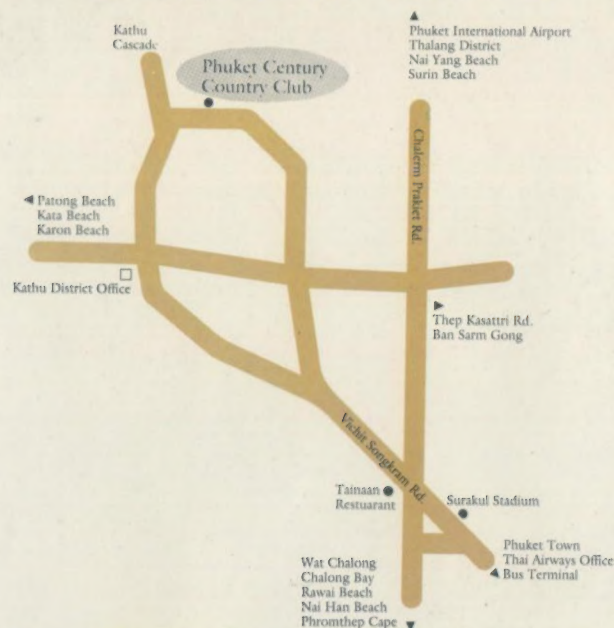 Kathu
Cascade
Phuket Century
Country Club
Phuket International Airport
Thalang District
Nai Yang Beach
Surin Beach
Chalerm Prakiet Rd.
Patong Beach
Kata Beach
Karon Beach
Kathu District Office
Thep Kasattri Rd.
Ban Sarm Gong
Vichit Songkram Rd.
Tainaan
Restuarant
Surakul Stadium
Phuket Town
Thai Airways Office
Bus Terminal
Wat Chalong
Chalong Bay
Rawai Beach
Nai Han Beach
Phromthep Cape